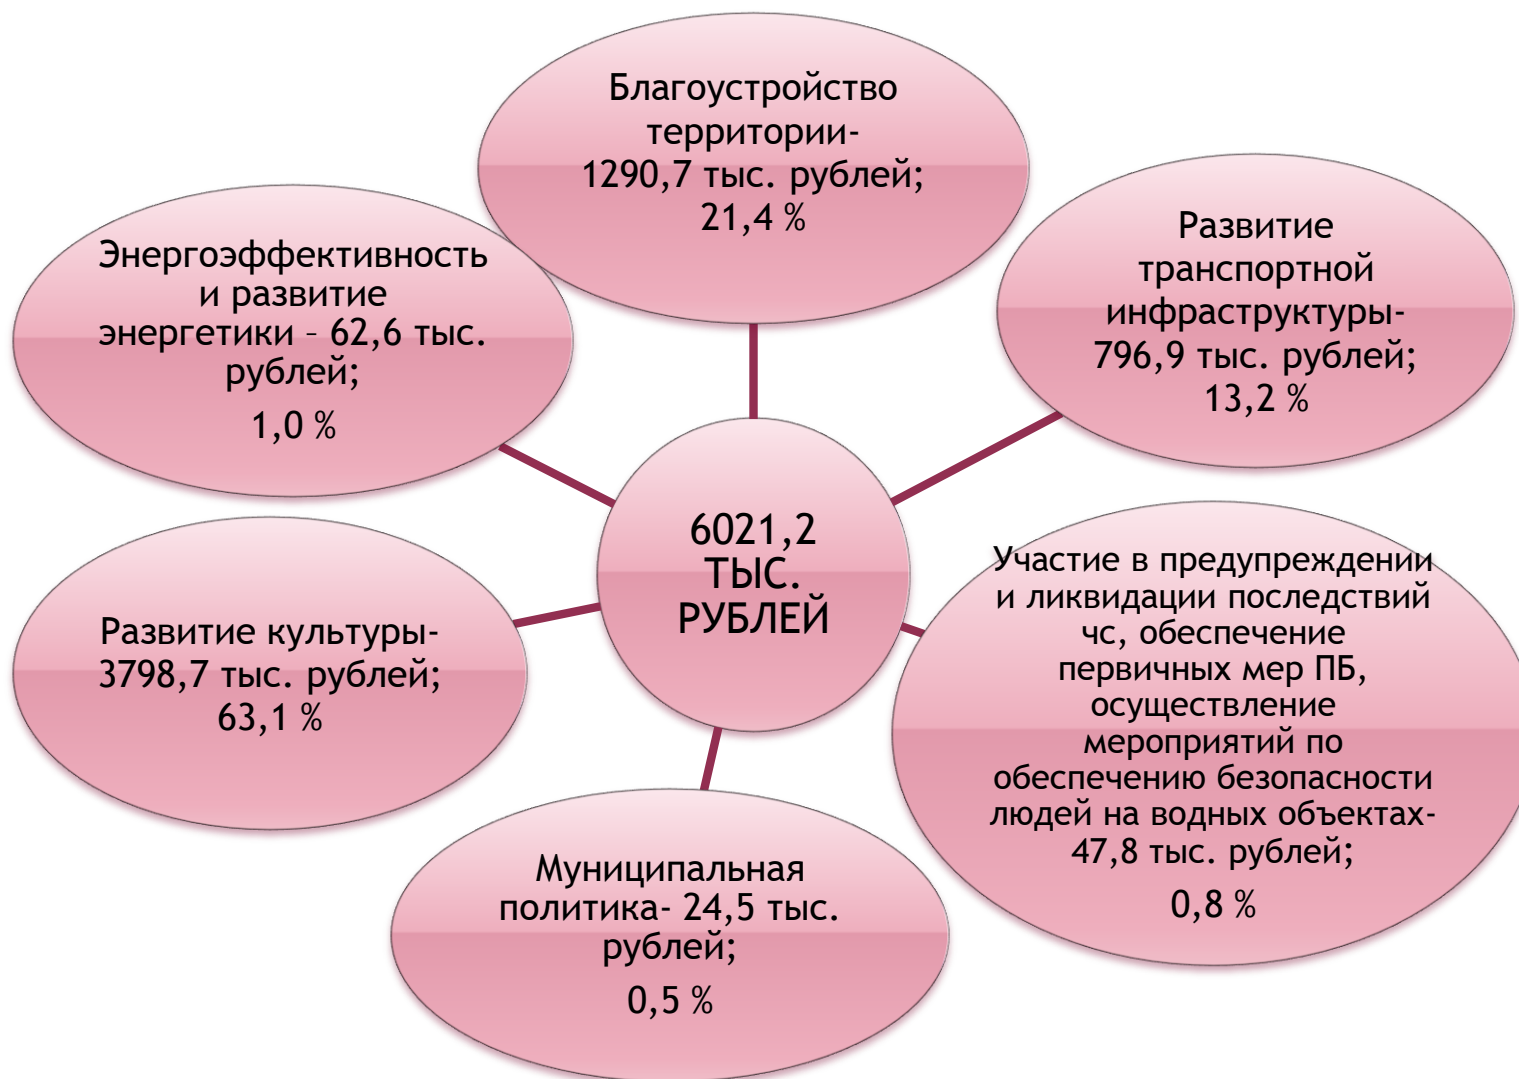 Благоустройство
территории-
1290,7 тыс. рублей;
21,4 %
Развитие
транспортной
инфраструктуры-
796,9 тыс. рублей;
13,2 %
Участие в предупреждении
и ликвидации последствий
чс, обеспечение
первичных мер ПБ,
осуществление
мероприятий по
обеспечению безопасности
людей на водных объектах-
47,8 тыс. рублей;
0,8 %
Муниципальная
политика- 24,5 тыс.
рублей;
0,5 %
Развитие культуры-
3798,7 тыс. рублей;
63,1 %
Энергоэффективность
и развитие
энергетики – 62,6 тыс.
рублей;
1,0 %
6021,2
ТЫС.
РУБЛЕЙ